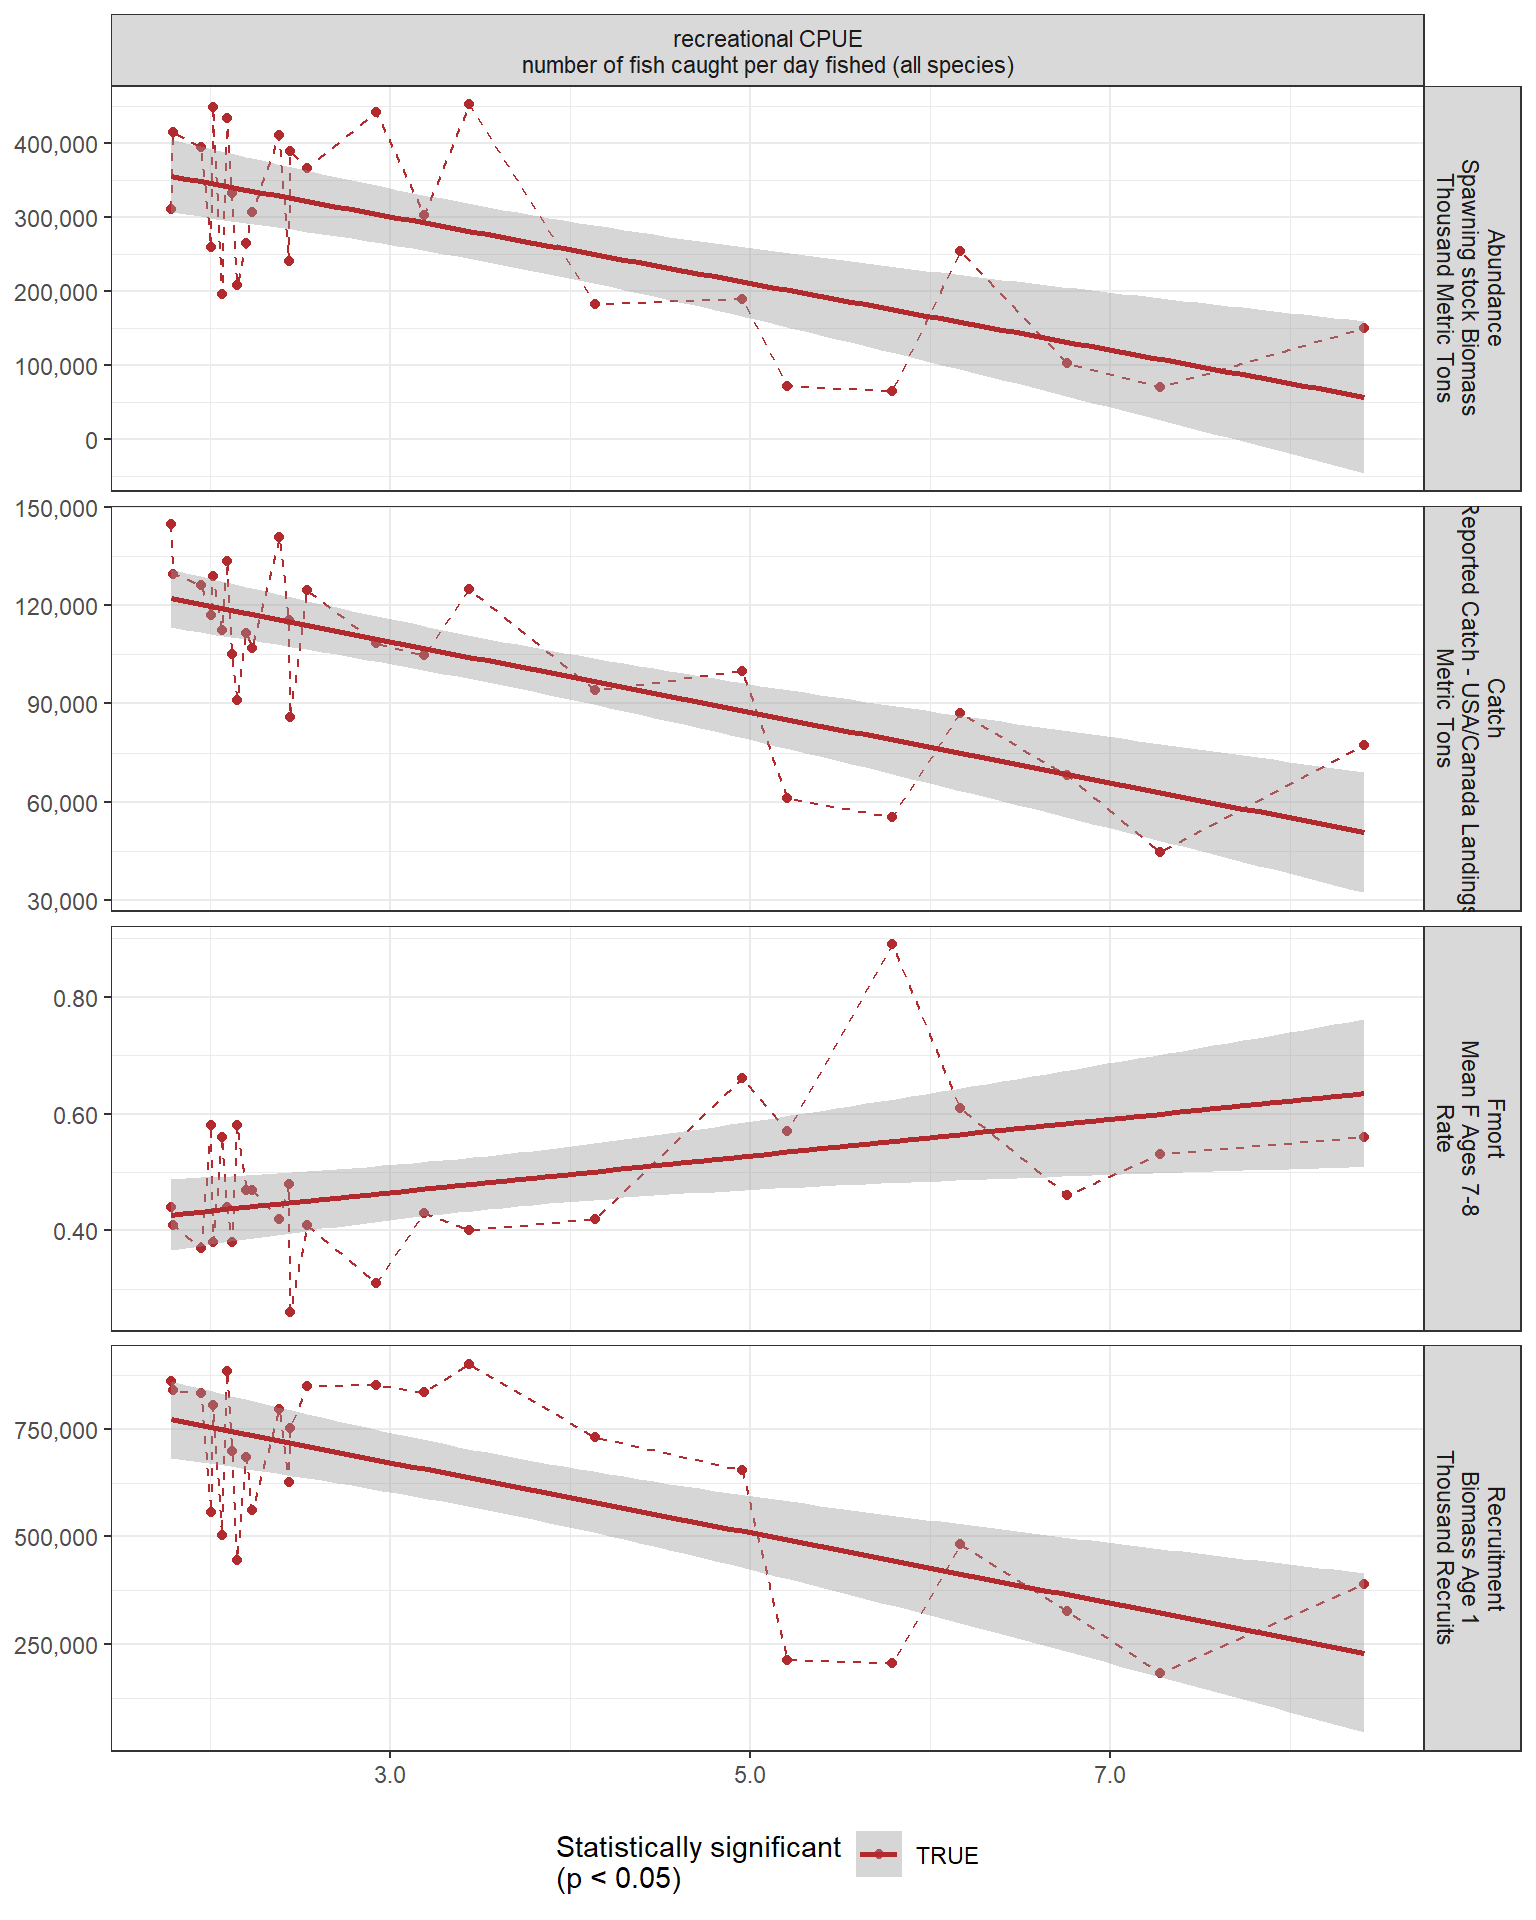 recreational CPUE
number of fish caught per day fished (all species)
400,000
300,000
200,000
100,000
0
Abundance
Spawning stock Biomass
Thousand Metric Tons
150,000
120,000
90,000
60,000
30,000
Catch
Reported Catch - USA/Canada Landings
Metric Tons
0.80
0.60
0.40
Fmort
Mean F Ages 7-8
Rate
750,000
500,000
250,000
Recruitment
Biomass Age 1
Thousand Recruits
3.0
5.0
7.0
Statistically significant
(p < 0.05)
TRUE